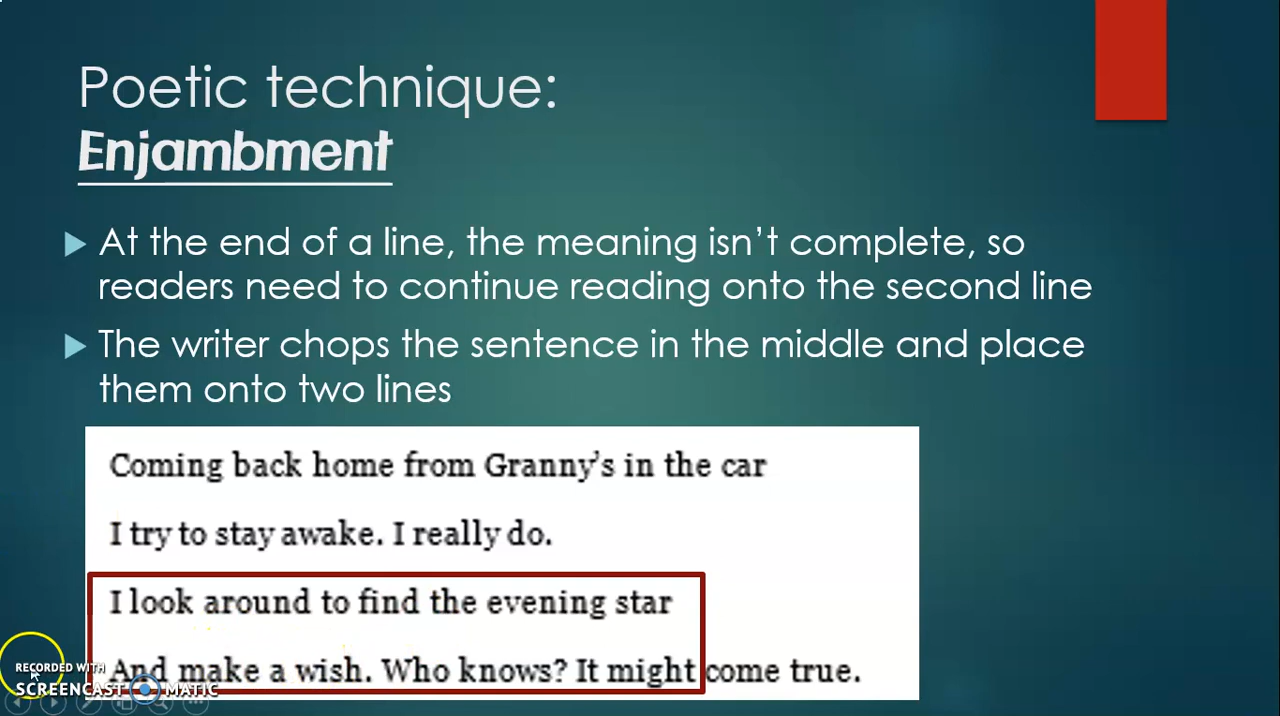 Poetic technique:
Enjambment
At the end of a line, the meaning isn't complete, so
readers need to continue reading onto the second line
The writer chops the sentence in the middle and place
them onto two lines
Coming back home from Granny's in the car
I try to stay awake. I really do.
I look around to find the evening star
And make a wish. Who knows? It might come true.
RECORDED WITH
SCREENCAST MATIC